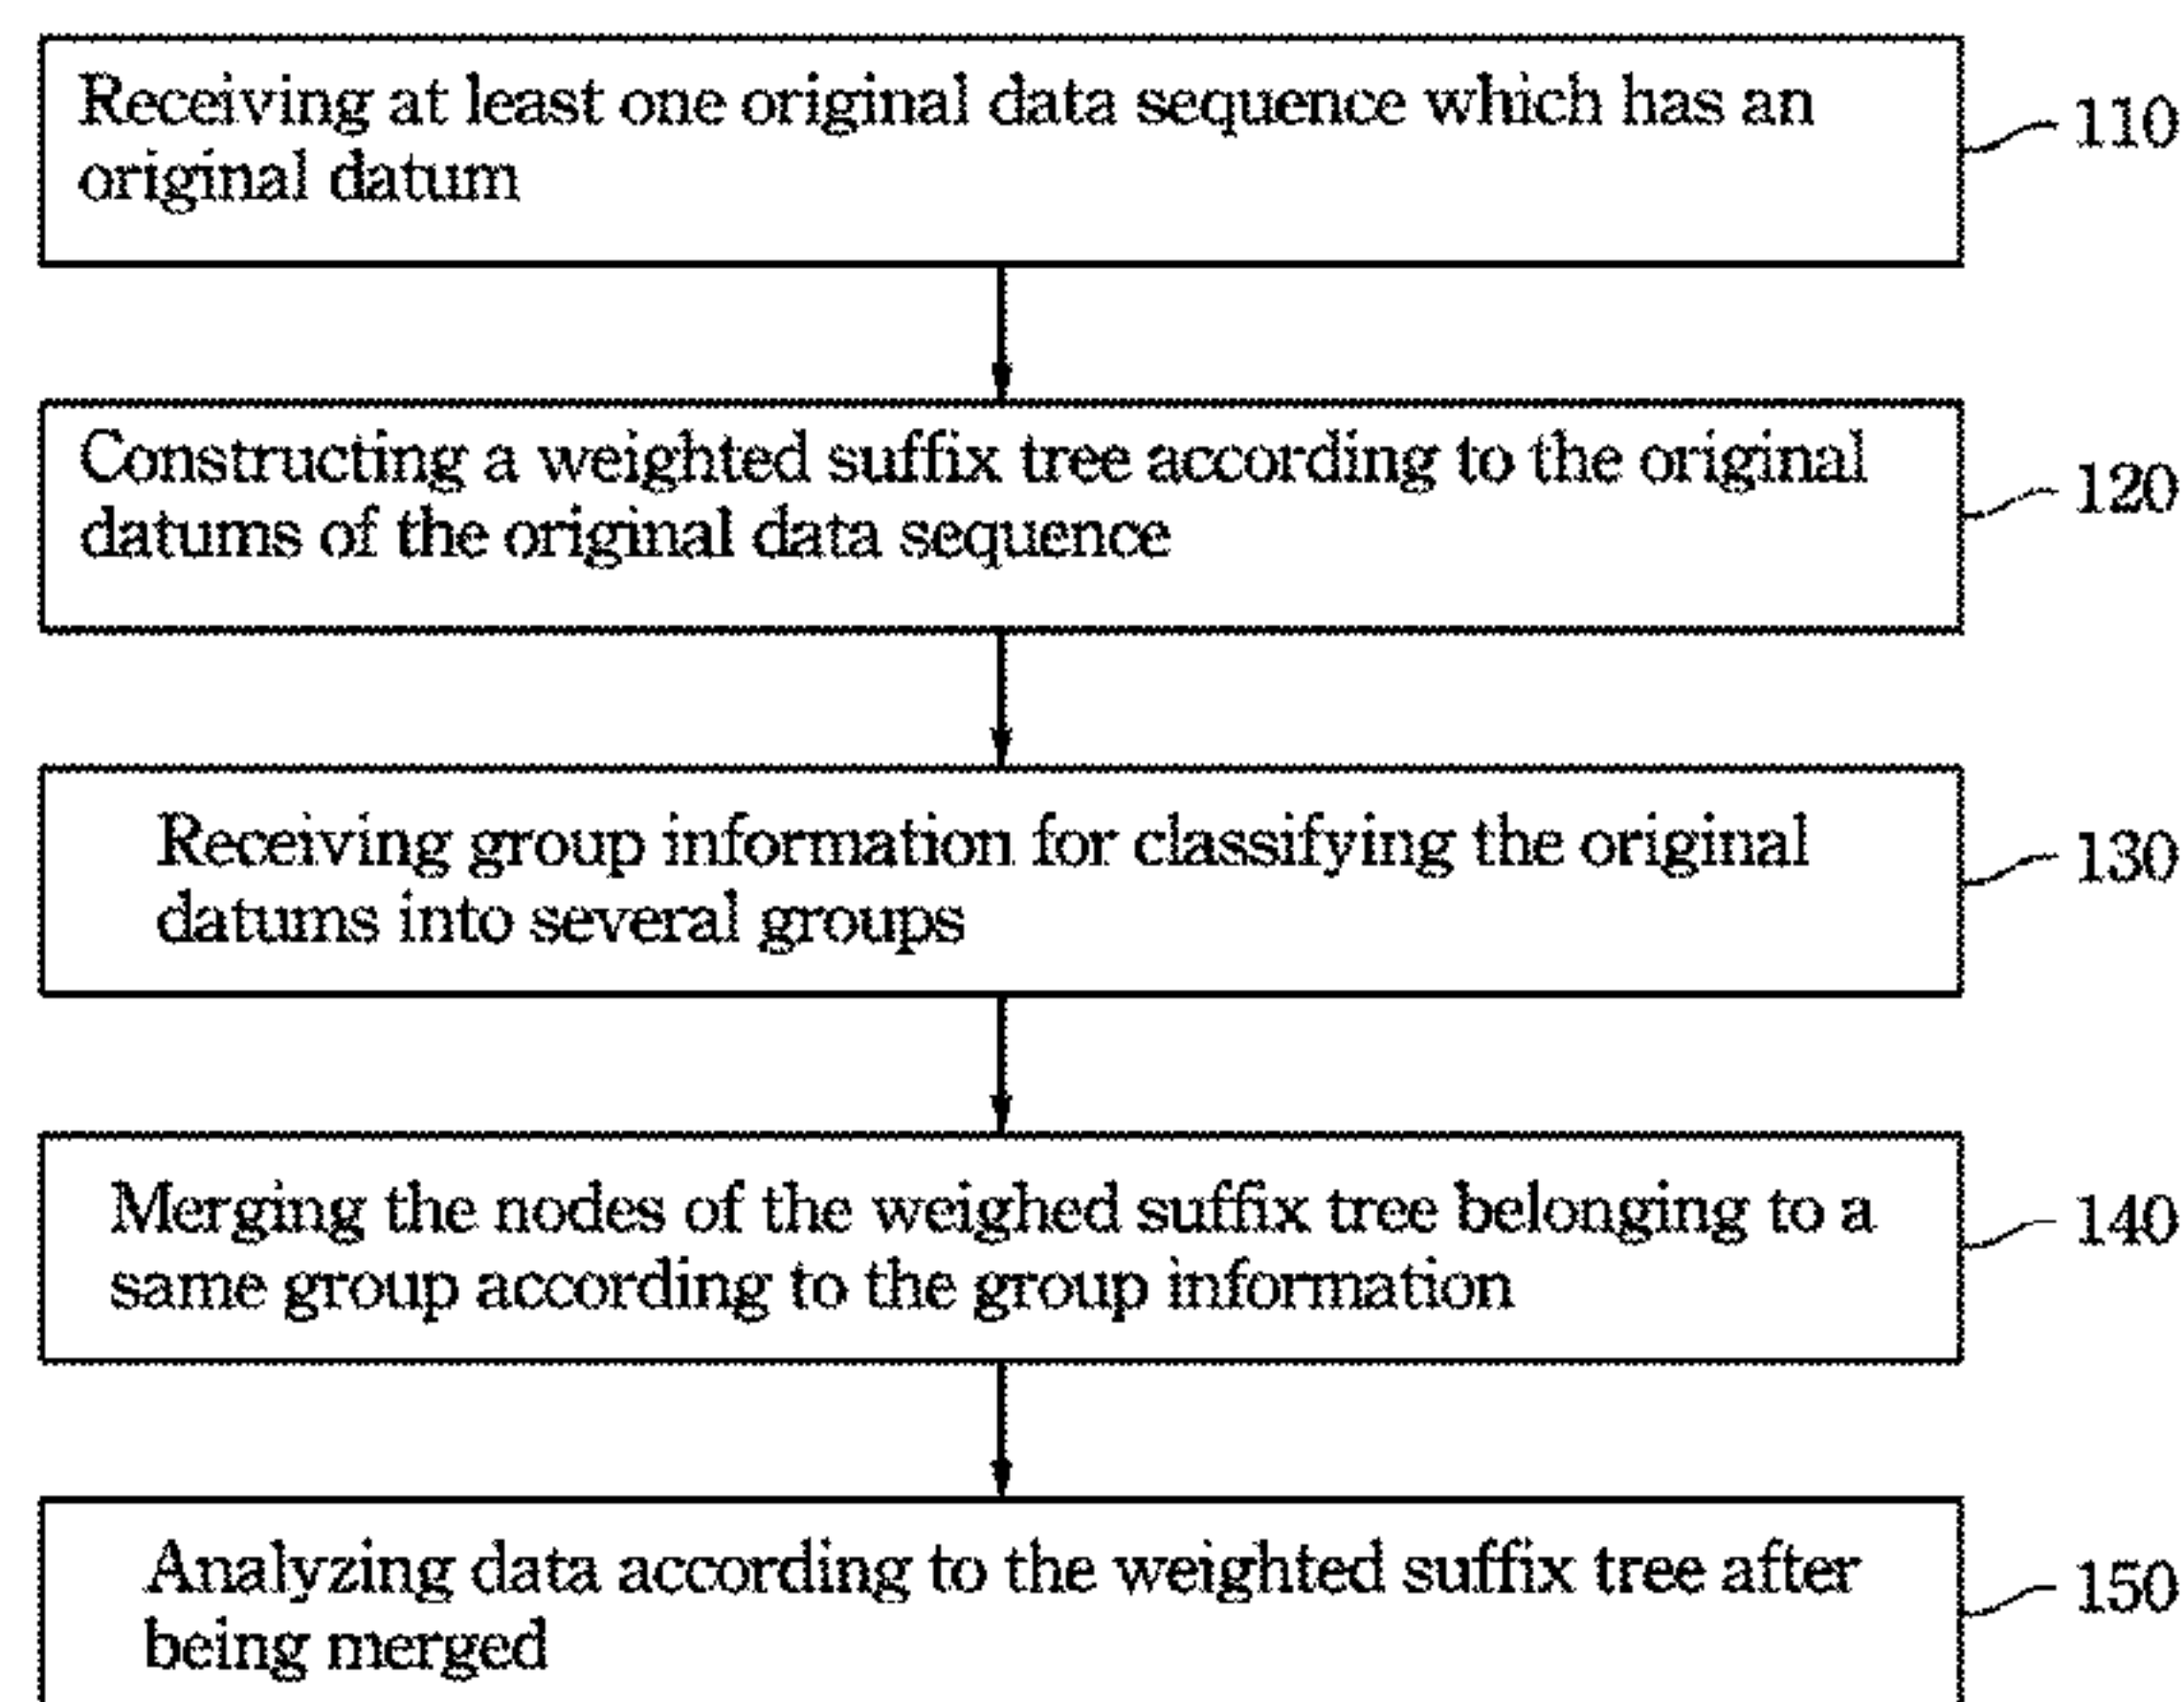 Receiving at least one original data sequence which has an
original datum
110
Constructing a weighted suffix tree according to the original
datums of the original data sequence
120
Receiving group information for classifying the original
datums into several groups
130
Merging the nodes of the weighed suffix tree belonging to a
same group according to the group information
140
Analyzing data according to the weighted suffix tree after
being merged
150